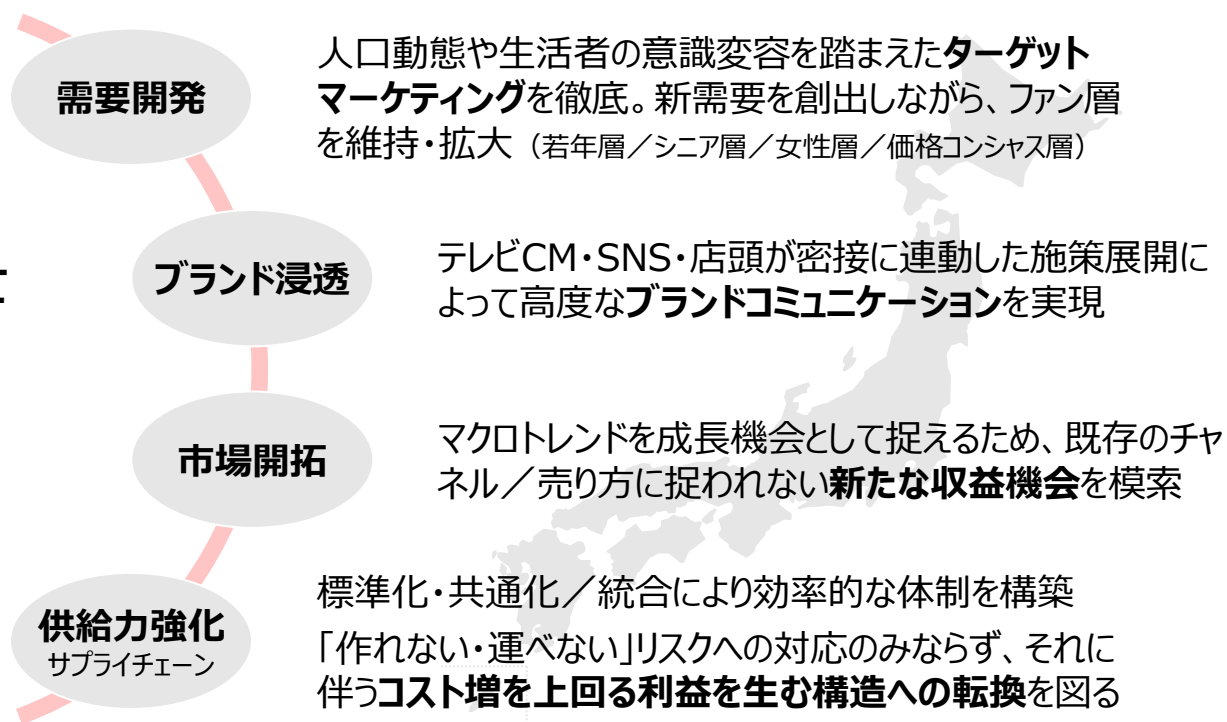 需要開発
人口動態や生活者の意識変容を踏まえたターゲット
マーケティングを徹底。新需要を創出しながら、ファン層
を維持・拡大（若年層／シニア層／女性層／価格コンシャス層）
ブランド浸透
テレビCM・SNS・店頭が密接に連動した施策展開に
よって高度なブランドコミュニケーションを実現
市場開拓
マクロトレンドを成長機会として捉えるため、既存のチャ
ネル／売り方に捉われない新たな収益機会を模索
供給力強化
サプライチェーン
標準化・共通化／統合により効率的な体制を構築
「作れない・運べない」リスクへの対応のみならず、それに
伴うコスト増を上回る利益を生む構造への転換を図る